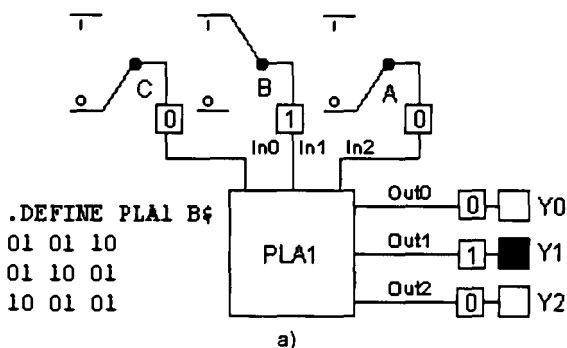 C B A
0 1 0
In0 In1 In2
.DEFINE PLA1 B$
01 01 10
01 10 01
10 01 01
PLA1
Out0 0 Y0
Out1 1 Y1
Out2 0 Y2
a)